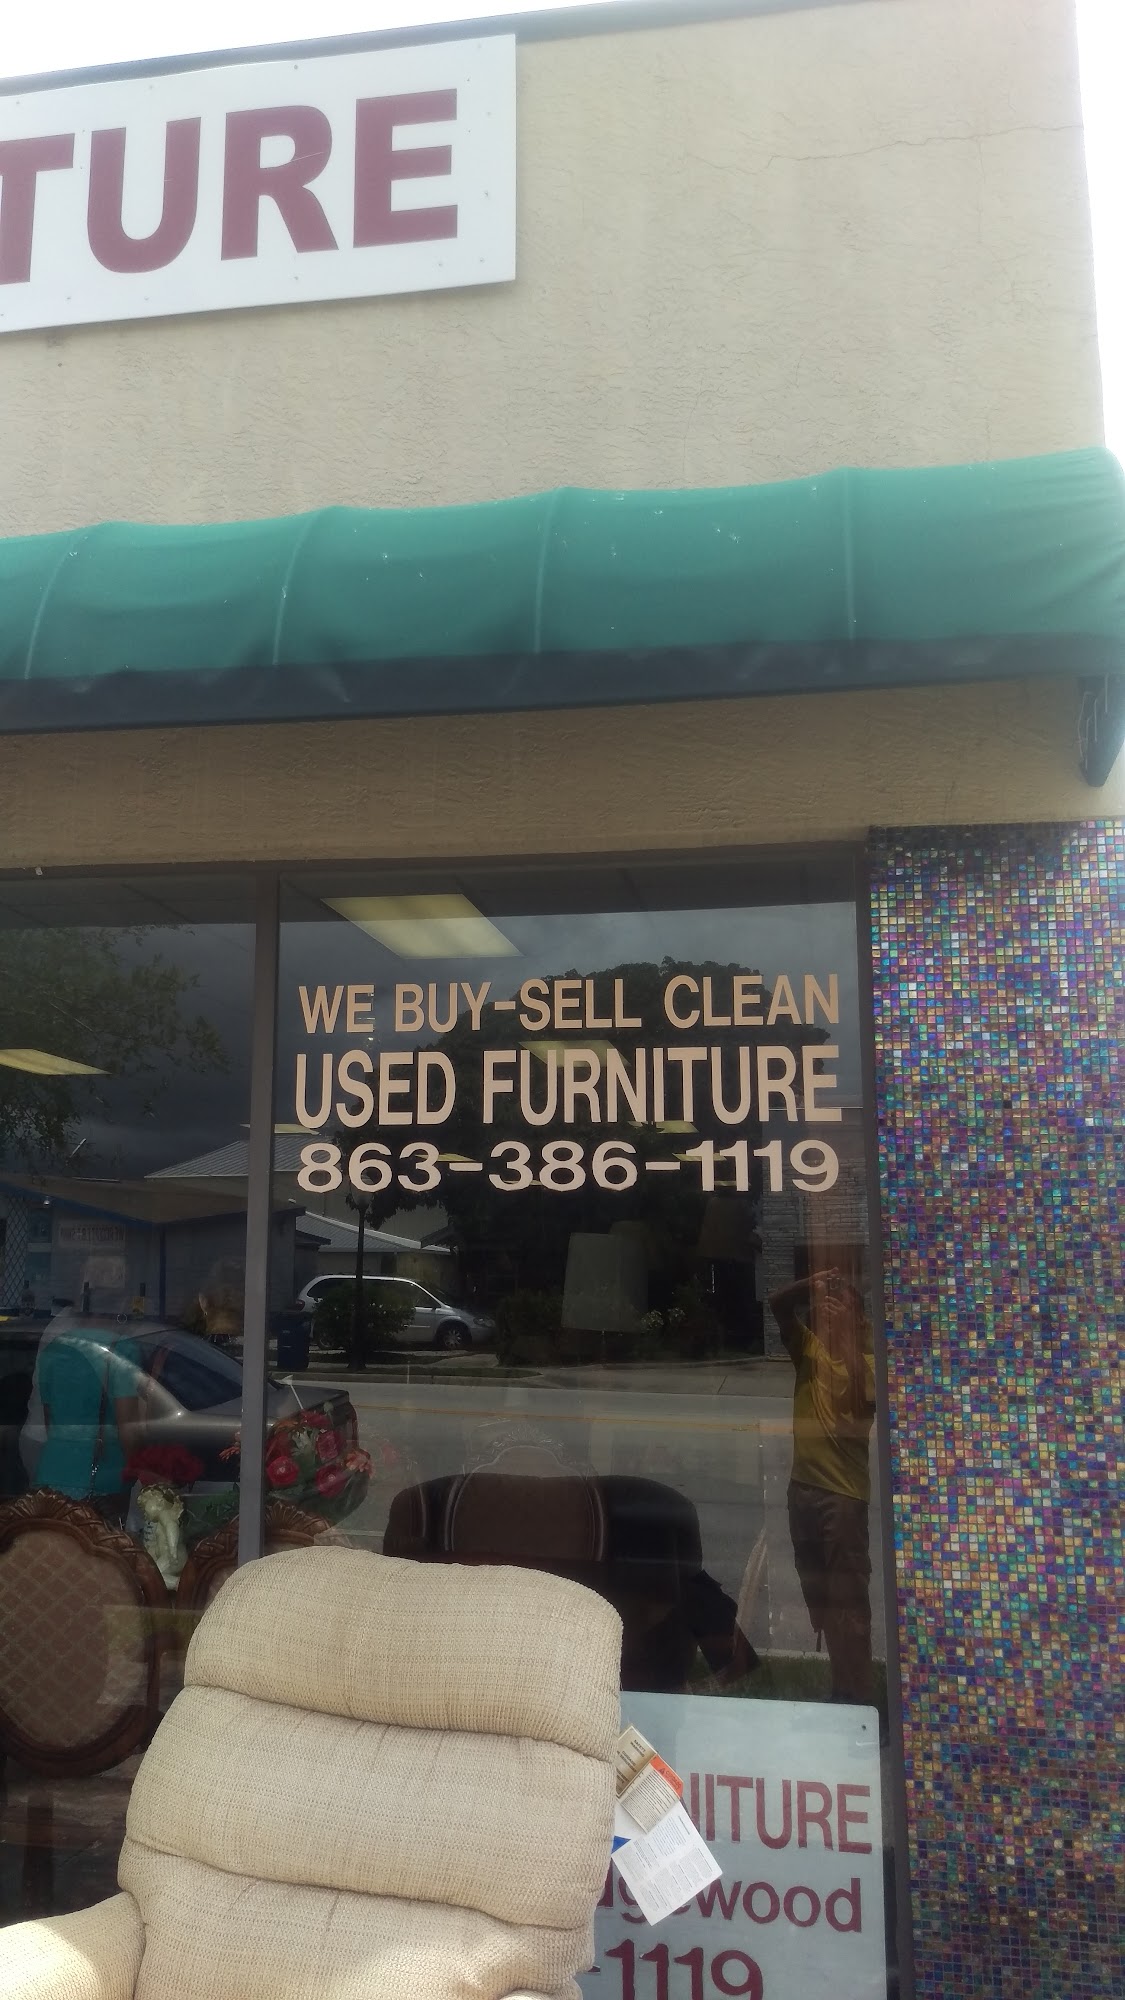 TURE
WE BUY-SELL CLEAN
USED FURNITURE
863-386-1119
NITURE
gewood
-1119